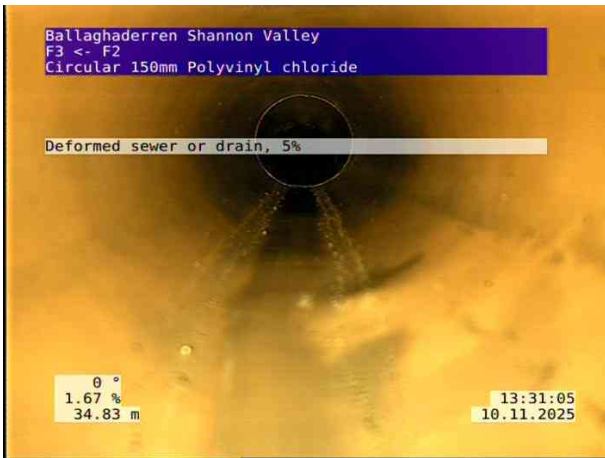 Ballaghaderren Shannon Valley
F3 <- F2
Circular 150mm Polyvinyl chloride
Deformed sewer or drain, 5%
0 °
1.67 %
34.83 m
13:31:05
10.11.2025